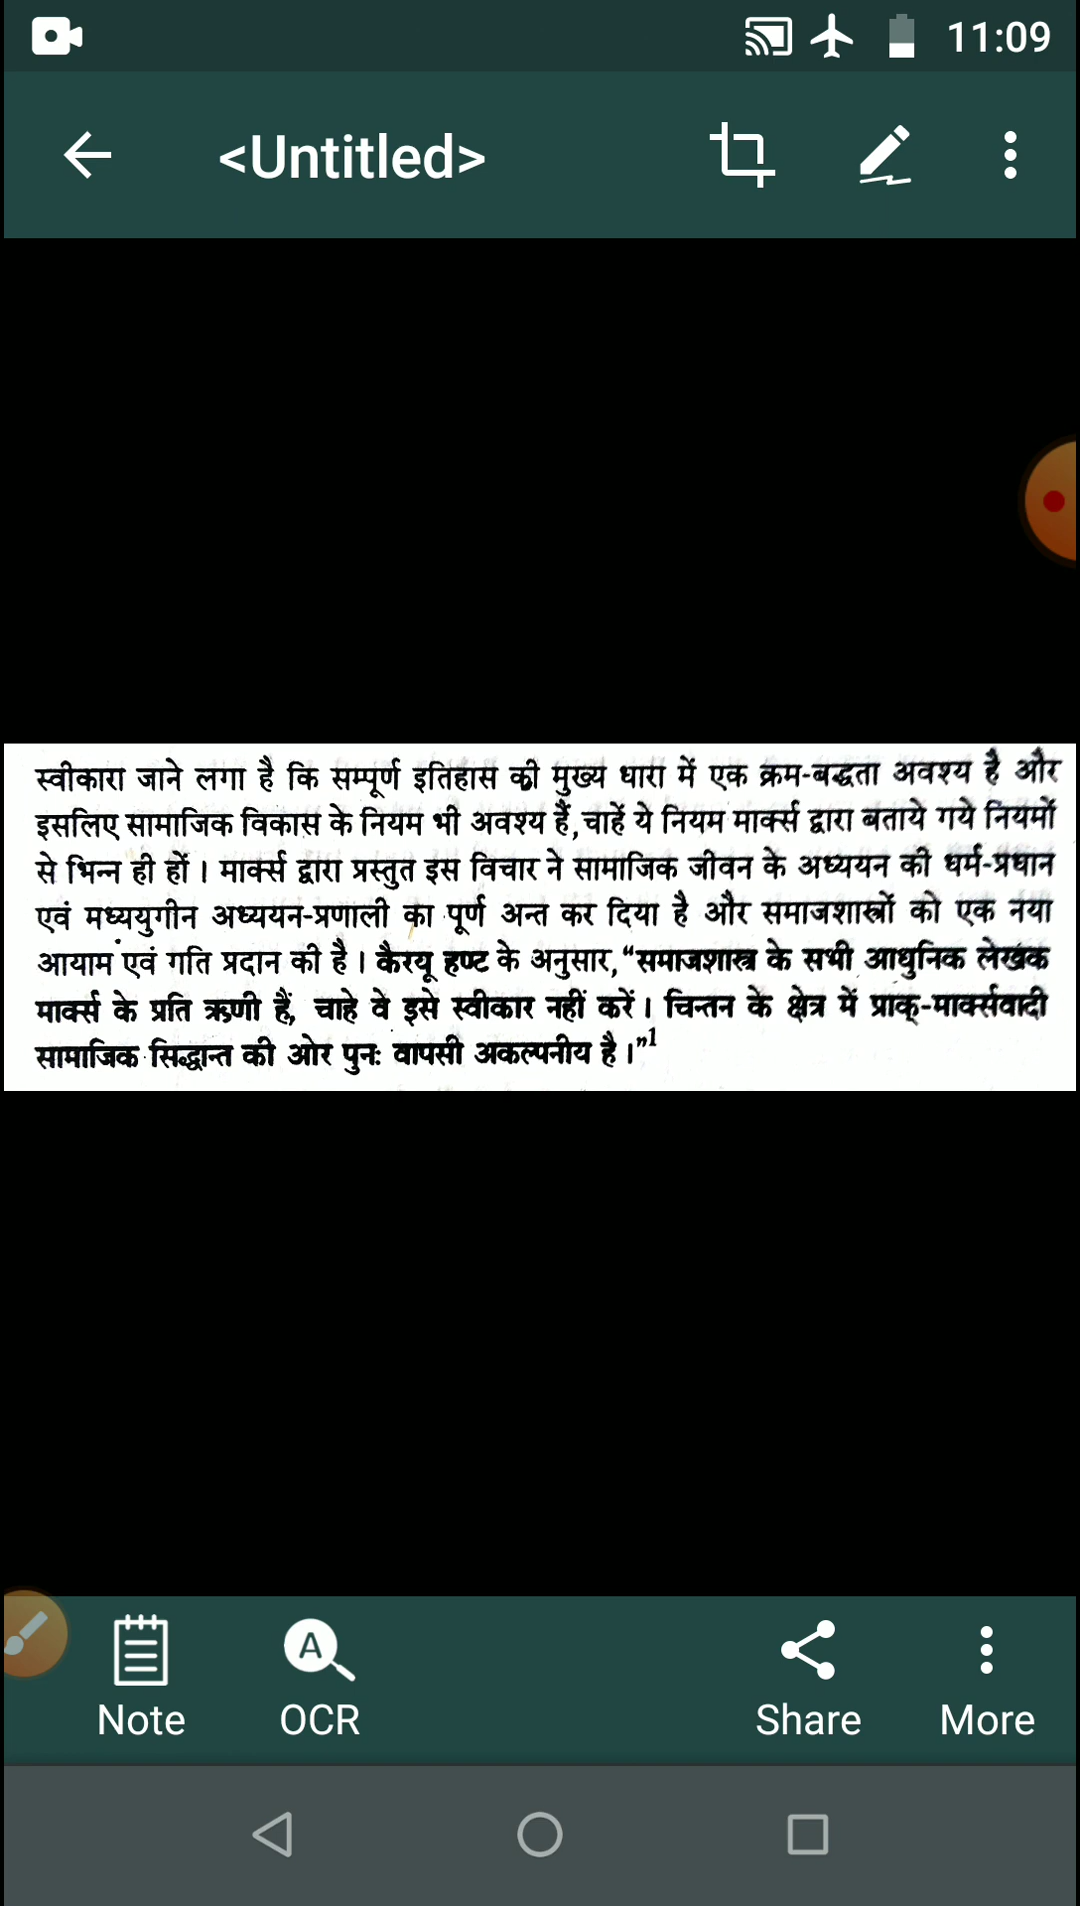 11:09
<Untitled>
स्वीकारा जाने लगा है कि सम्पूर्ण इतिहास की मुख्य धारा में एक क्रम-बद्धता अवश्य है और
इसलिए सामाजिक विकास के नियम भी अवश्य हैं, चाहें ये नियम मार्क्स द्वारा बताये गये नियमों
से भिन्न ही हों । मार्क्स द्वारा प्रस्तुत इस विचार ने सामाजिक जीवन के अध्ययन की धर्म-प्रधान
एवं मध्ययुगीन अध्ययन-प्रणाली का पूर्ण अन्त कर दिया है और समाजशास्त्रों को एक नया
आयाम एवं गति प्रदान की है । कैरयू हण्ट के अनुसार, “समाजशास्त्र के सभी आधुनिक लेखक
मार्क्स के प्रति ऋणी हैं, चाहे वे इसे स्वीकार नहीं करें । चिन्तन के क्षेत्र में प्राक्-मार्क्सवादी
सामाजिक सिद्धान्त की ओर पुनः वापसी अकल्पनीय है ।”1
A
Note OCR Share More